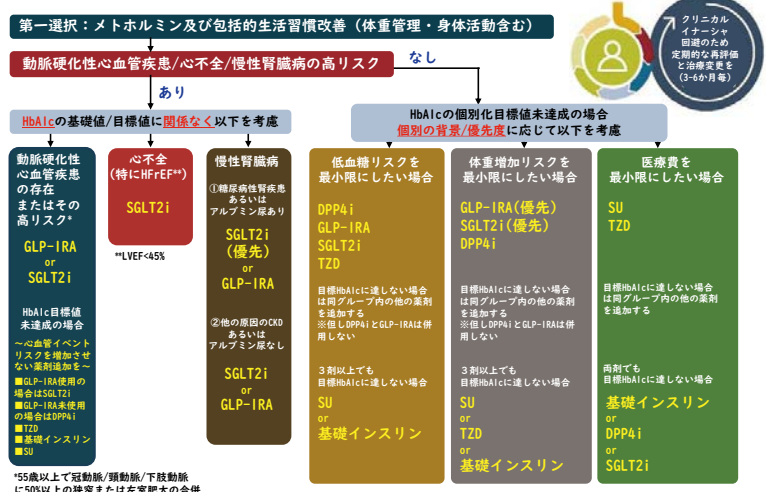 第一選択：メトホルミン及び包括的生活習慣改善（体重管理・身体活動含む）
クリニカル
イナーシャ
回避のため
定期的な再評価
と治療変更を
(3-6か月毎)
動脈硬化性心血管疾患/心不全/慢性腎臓病の高リスク
なし
あり
HbA1cの基礎値/目標値に関係なく以下を考慮
HbA1cの個別化目標値未達成の場合
個別の背景/優先度に応じて以下を考慮
動脈硬化性
心血管疾患
の存在
またはその
高リスク*
GLP-1RA
or
SGLT2i
HbA1c目標値
未達成の場合
～心血管イベント
リスクを増加させ
ない薬剤追加を～
■GLP-1RA使用の
場合はSGLT2i
■GLP-1RA未使用
の場合はDPP4i
■TZD
■基礎インスリン
■SU
心不全
(特にHFrEF**)
SGLT2i
**LVEF<45%
慢性腎臓病
①糖尿病性腎疾患
あるいは
アルブミン尿あり
SGLT2i
(優先)
or
GLP-1RA
②他の原因のCKD
あるいは
アルブミン尿なし
SGLT2i
or
GLP-1RA
低血糖リスクを
最小限にしたい場合
DPP4i
GLP-1RA
SGLT2i
TZD
目標HbA1cに達しない場合
は同グループ内の他の薬剤
を追加する
※但しDPP4iとGLP-1RAは併
用しない
３剤以上でも
目標HbA1cに達しない場合
SU
or
基礎インスリン
体重増加リスクを
最小限にしたい場合
GLP-1RA(優先)
SGLT2i(優先)
DPP4i
目標HbA1cに達しない場合
は同グループ内の他の薬剤
を追加する
※但しDPP4iとGLP-1RAは併
用しない
３剤以上でも
目標HbA1cに達しない場合
SU
or
TZD
or
基礎インスリン
医療費を
最小限にしたい場合
SU
TZD
目標HbA1cに達しない場合
は同グループ内の他の薬剤
を追加する
両剤でも
目標HbA1cに達しない場合
基礎インスリン
or
DPP4i
or
SGLT2i
*55歳以上で冠動脈/頸動脈/下肢動脈
に50%以上の狭窄または左室肥大の合併